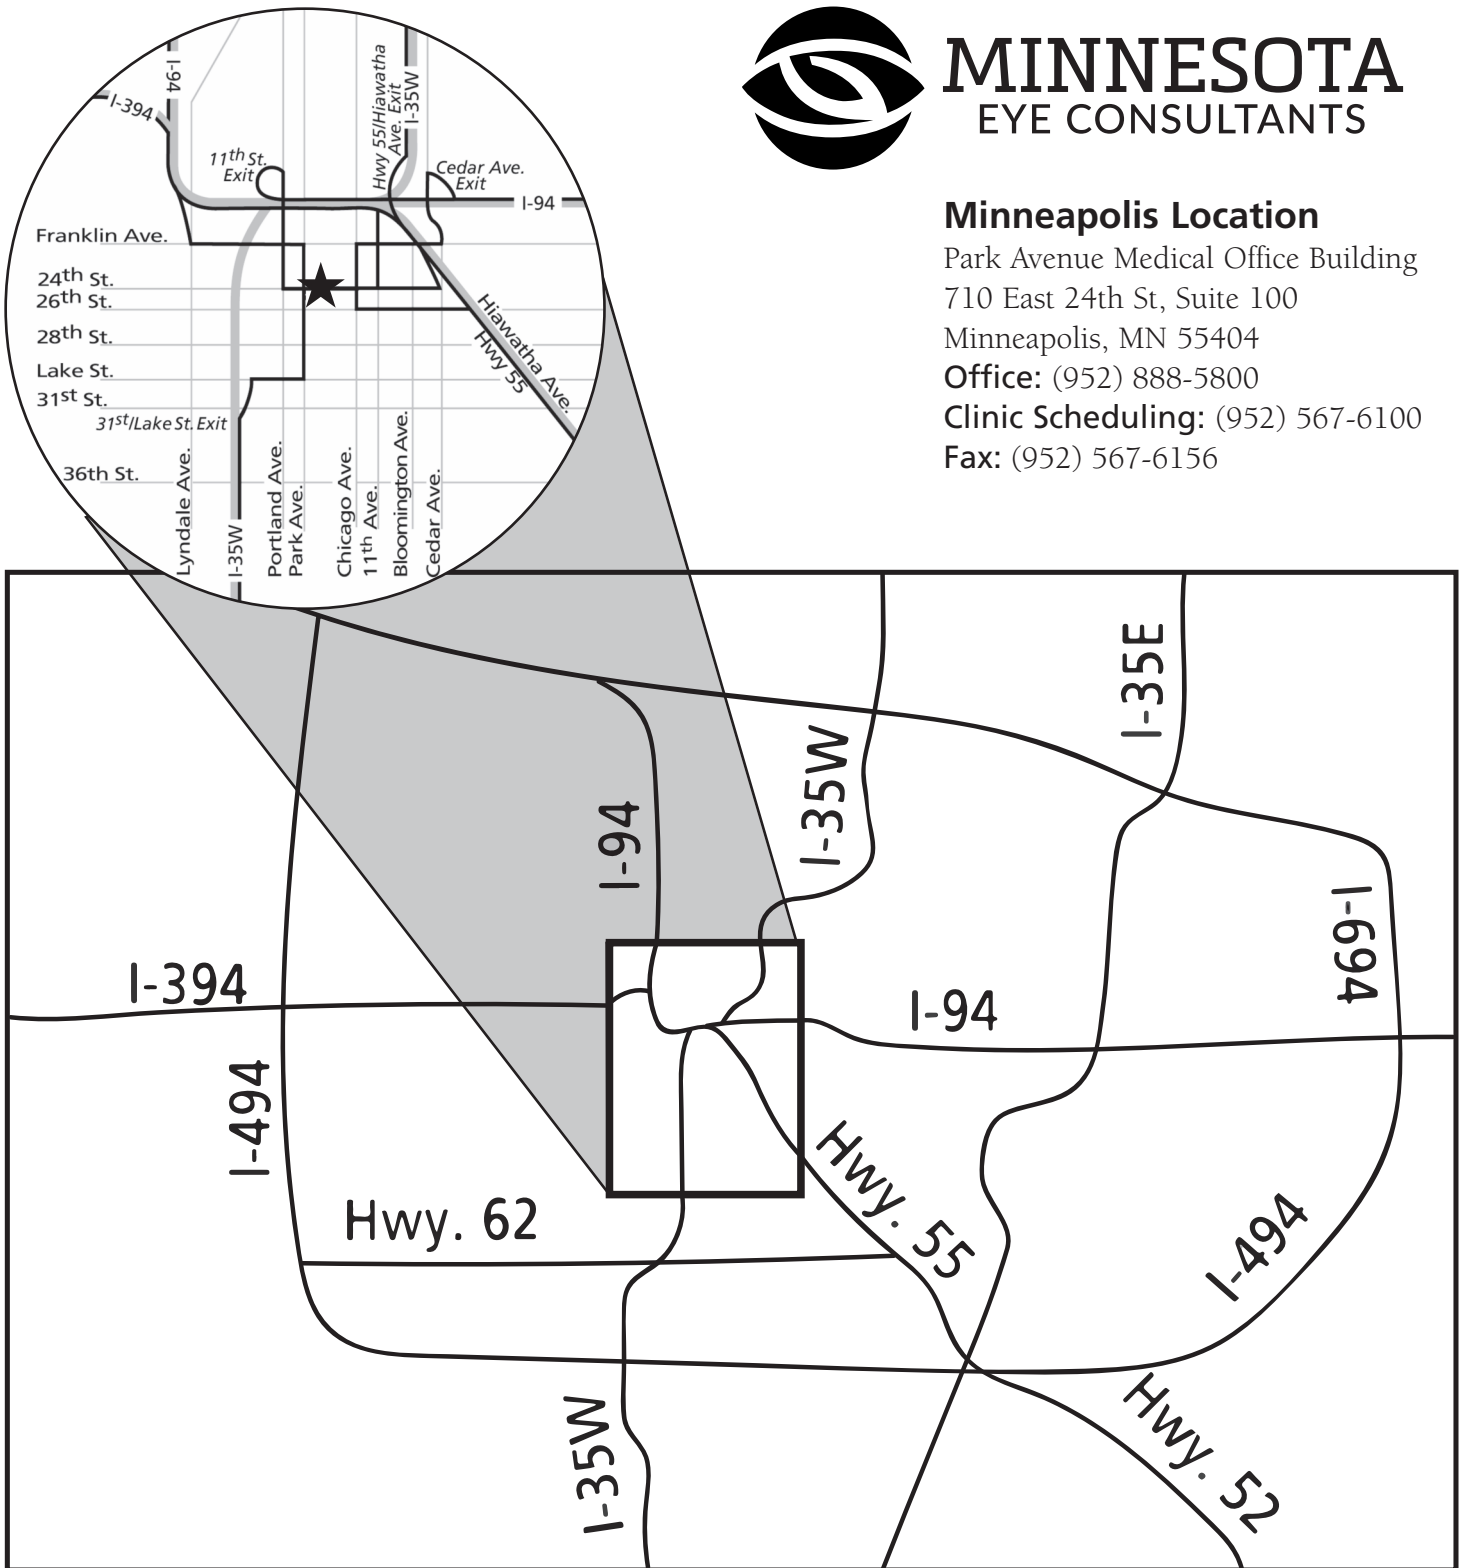 MINNESOTA
EYE CONSULTANTS
Minneapolis Location
Park Avenue Medical Office Building
710 East 24th St, Suite 100
Minneapolis, MN 55404
Office: (952) 888-5800
Clinic Scheduling: (952) 567-6100
Fax: (952) 567-6156
I-94
I-394
11th St.
Exit
Hwy 55/Hiawatha
Ave. Exit
I-35W
Cedar Ave.
Exit
I-94
Franklin Ave.
24th St.
26th St.
28th St.
Lake St.
31st St.
31st/Lake St. Exit
36th St.
Hiawatha Ave.
Hwy 55
Lyndale Ave.
I-35W
Portland Ave.
Park Ave.
Chicago Ave.
11th Ave.
Bloomington Ave.
Cedar Ave.
I-35E
I-35W
I-94
I-694
I-394
I-94
I-494
Hwy. 62
Hwy. 55
I-494
I-35W
Hwy. 52